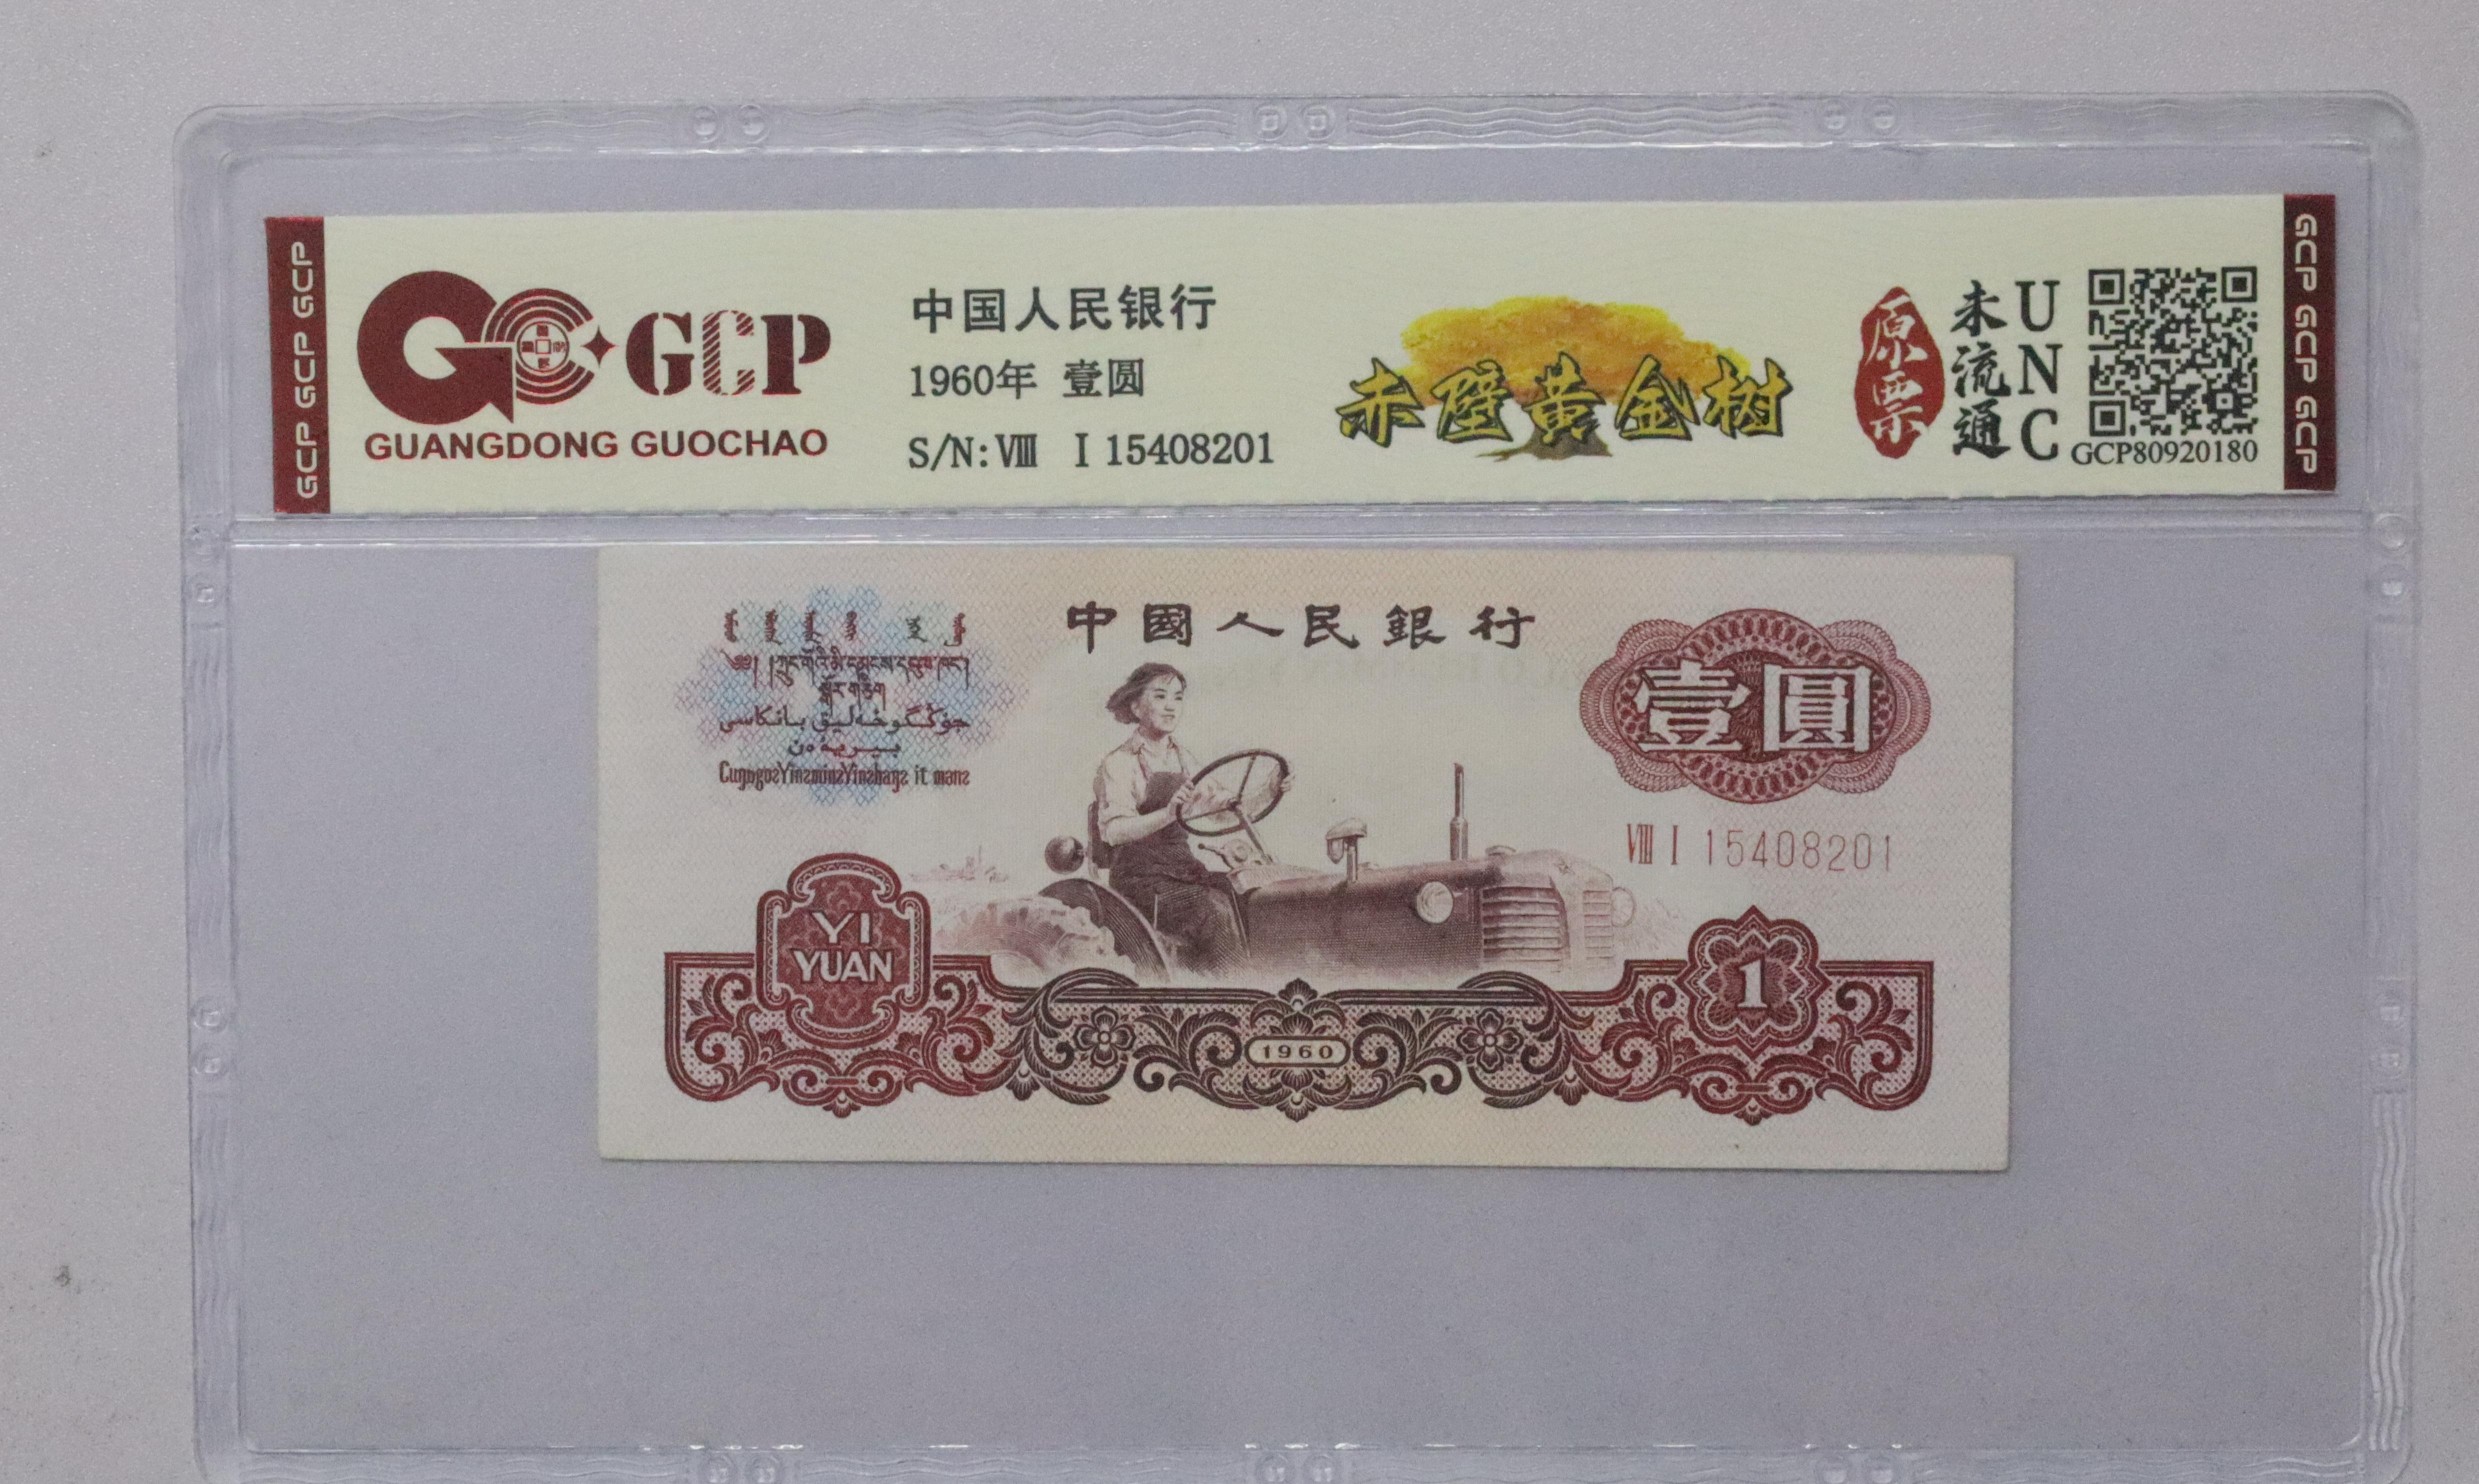 GCP GCP GCP
GCP
GUANGDONG GUOCHAO
中国人民银行
1960年 壹圆
S/N: Ⅷ Ⅰ 15408201
赤壁黄金树
原票
未流通
UNC
GCP80920180
GCP GCP GCP
中國人民銀行
壹圓
Ⅷ Ⅰ 15408201
YI
YUAN
1960
1